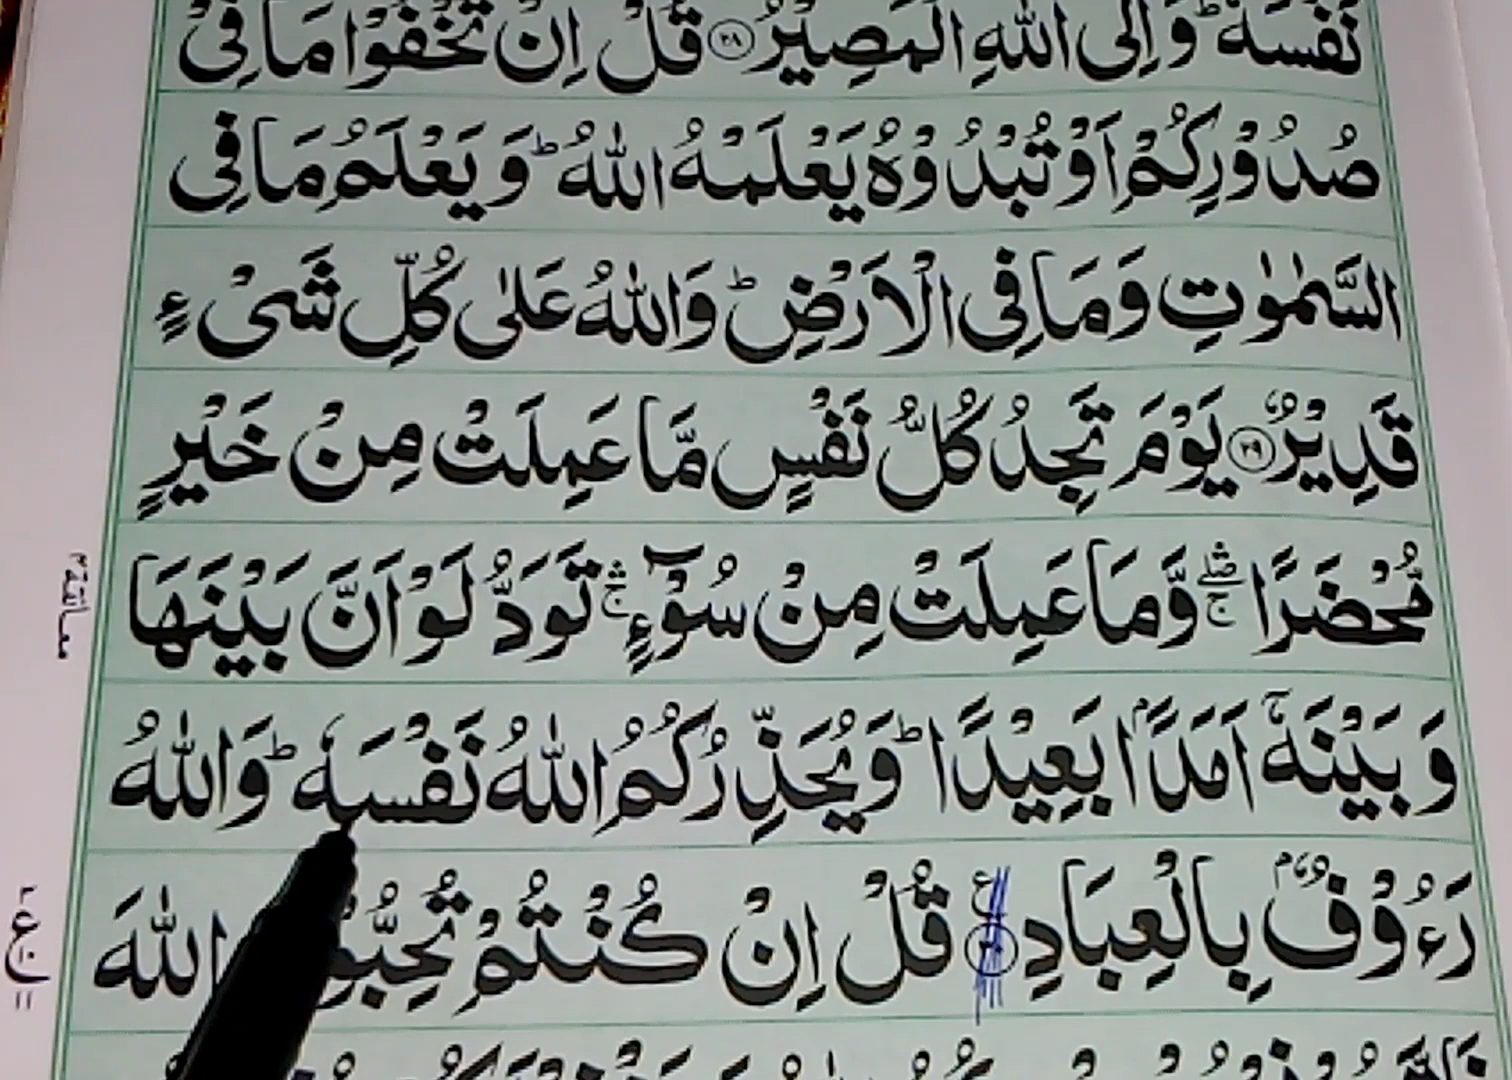 نَفْسَهٗ ؕ وَاِلَى اللّٰهِ الْمَصِیْرُ ﴿۲۸﴾ قُلْ اِنْ تُخْفُوْا مَا فِیْ
صُدُوْرِكُمْ اَوْ تُبْدُوْهُ یَعْلَمْهُ اللّٰهُ ؕ وَ یَعْلَمُ مَا فِی
السَّمٰوٰتِ وَمَا فِی الْاَرْضِ ؕ وَاللّٰهُ عَلٰی كُلِّ شَیْءٍ
قَدِیْرٌ ﴿۲۹﴾ یَوْمَ تَجِدُ كُلُّ نَفْسٍ مَّا عَمِلَتْ مِنْ خَیْرٍ
مُّحْضَرًا ۛۚ وَّمَا عَمِلَتْ مِنْ سُوْٓءٍ ۛۚ تَوَدُّ لَوْ اَنَّ بَیْنَهَا
وَ بَیْنَهٗۤ اَمَدًۢا بَعِیْدًا ؕ وَیُحَذِّرُكُمُ اللّٰهُ نَفْسَهٗ ؕ وَاللّٰهُ
رَءُوْفٌۢ بِالْعِبَادِ ﴿۳۰﴾ ع قُلْ اِنْ كُنْتُمْ اللّٰهَ